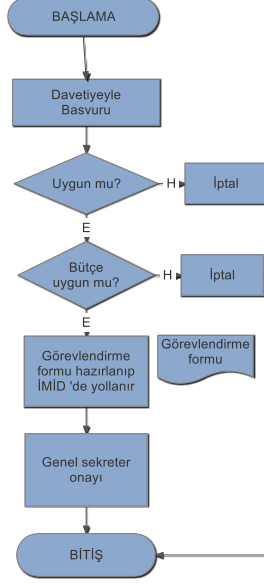 BAŞLAMA
Davetiyeyle
Başvuru
Uygun mu?
H
İptal
E
Bütçe
uygun mu?
H
İptal
E
Görevlendirme
formu hazırlanıp
İMİD 'de yollanır
Görevlendirme
formu
Genel sekreter
onayı
BİTİŞ